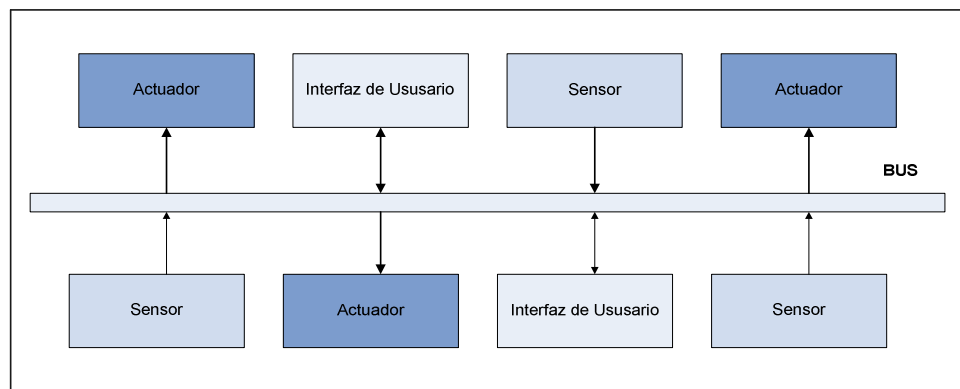 Actuador
Interfaz de Ususario
Sensor
Actuador
BUS
Sensor
Actuador
Interfaz de Ususario
Sensor